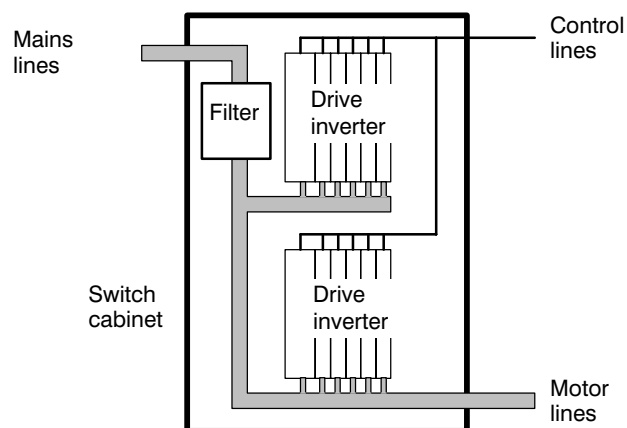 Mains
lines
Control
lines
Filter
Drive
inverter
Switch
cabinet
Drive
inverter
Motor
lines